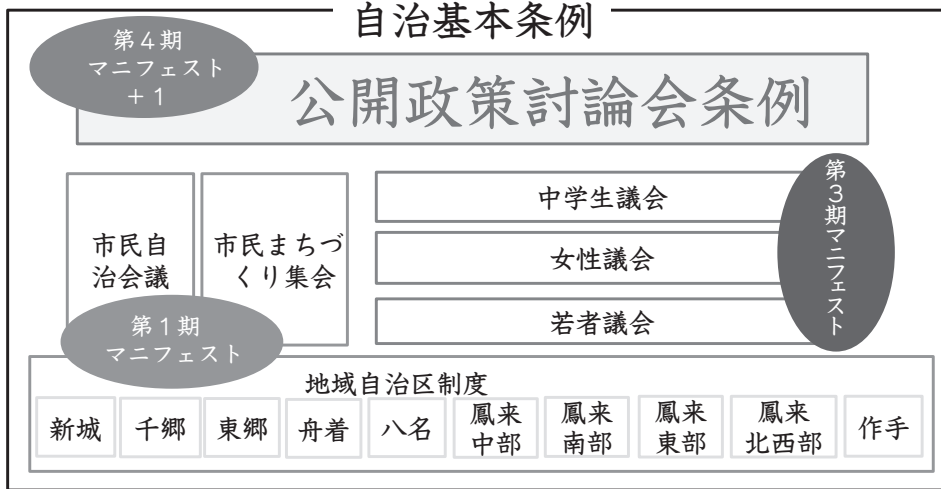 自治基本条例
第4期
マニフェスト
+1
公開政策討論会条例
市民自
治会議
市民まちづ
くり集会
中学生議会
女性議会
若者議会
第3期マニフェスト
第1期
マニフェスト
地域自治区制度
新城
千郷
東郷
舟着
八名
鳳来
中部
鳳来
南部
鳳来
東部
鳳来
北西部
作手